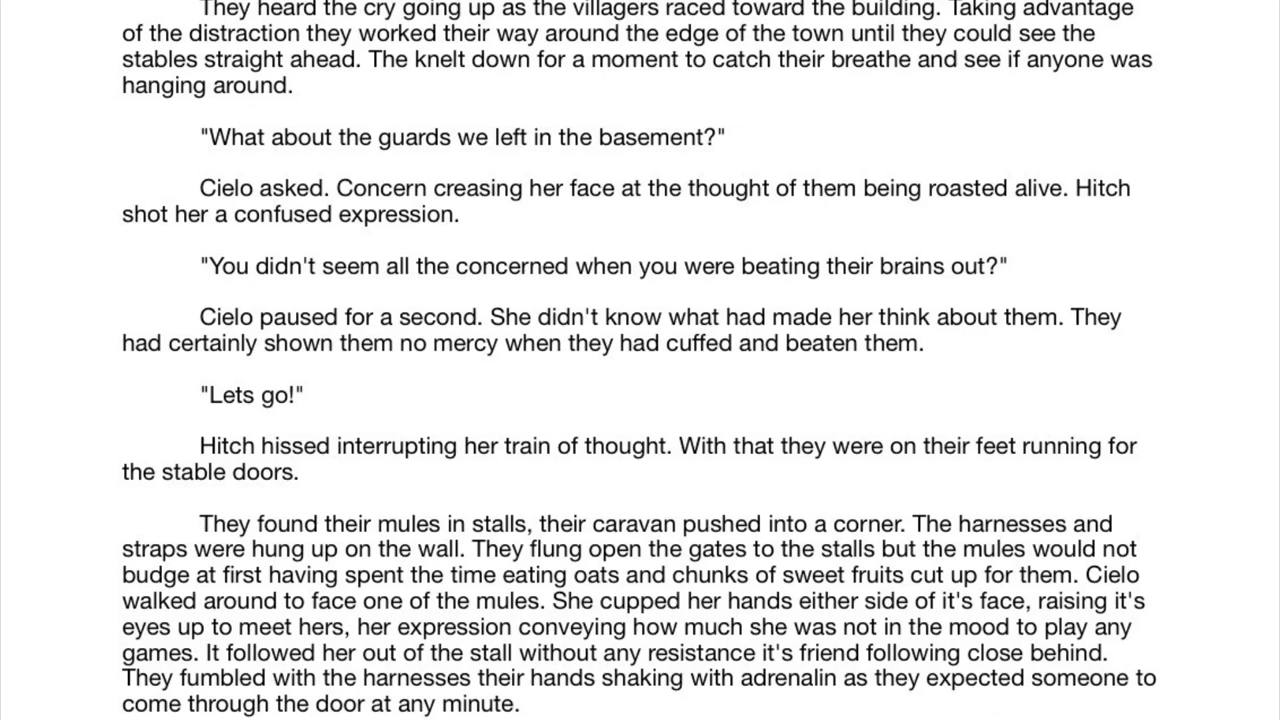 They heard the cry going up as the villagers raced toward the building. Taking advantage
of the distraction they worked their way around the edge of the town until they could see the
stables straight ahead. The knelt down for a moment to catch their breathe and see if anyone was
hanging around.
"What about the guards we left in the basement?"
Cielo asked. Concern creasing her face at the thought of them being roasted alive. Hitch
shot her a confused expression.
"You didn't seem all the concerned when you were beating their brains out?"
Cielo paused for a second. She didn't know what had made her think about them. They
had certainly shown them no mercy when they had cuffed and beaten them.
"Lets go!"
Hitch hissed interrupting her train of thought. With that they were on their feet running for
the stable doors.
They found their mules in stalls, their caravan pushed into a corner. The harnesses and
straps were hung up on the wall. They flung open the gates to the stalls but the mules would not
budge at first having spent the time eating oats and chunks of sweet fruits cut up for them. Cielo
walked around to face one of the mules. She cupped her hands either side of it's face, raising it's
eyes up to meet hers, her expression conveying how much she was not in the mood to play any
games. It followed her out of the stall without any resistance it's friend following close behind.
They fumbled with the harnesses their hands shaking with adrenalin as they expected someone to
come through the door at any minute.